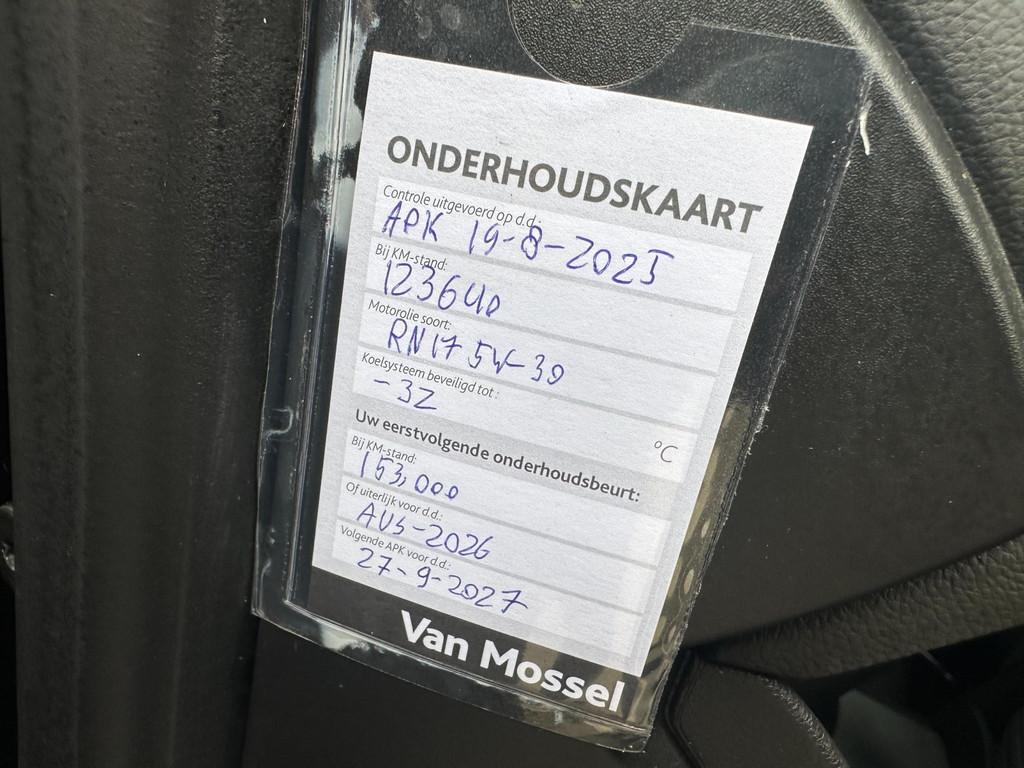 ONDERHOUDSKAART
Controle uitgevoerd op d.d.:
APK 19-8-2025
Bij KM-stand:
123640
Motorolie soort:
RN17 5W-30
Koelsysteem beveiligd tot:
-32 °C
Uw eerstvolgende onderhoudsbeurt:
Bij KM-stand:
153,000
Of uiterlijk voor d.d.:
AUG-2026
Volgende APK voor d.d.:
27-9-2027
Van Mossel